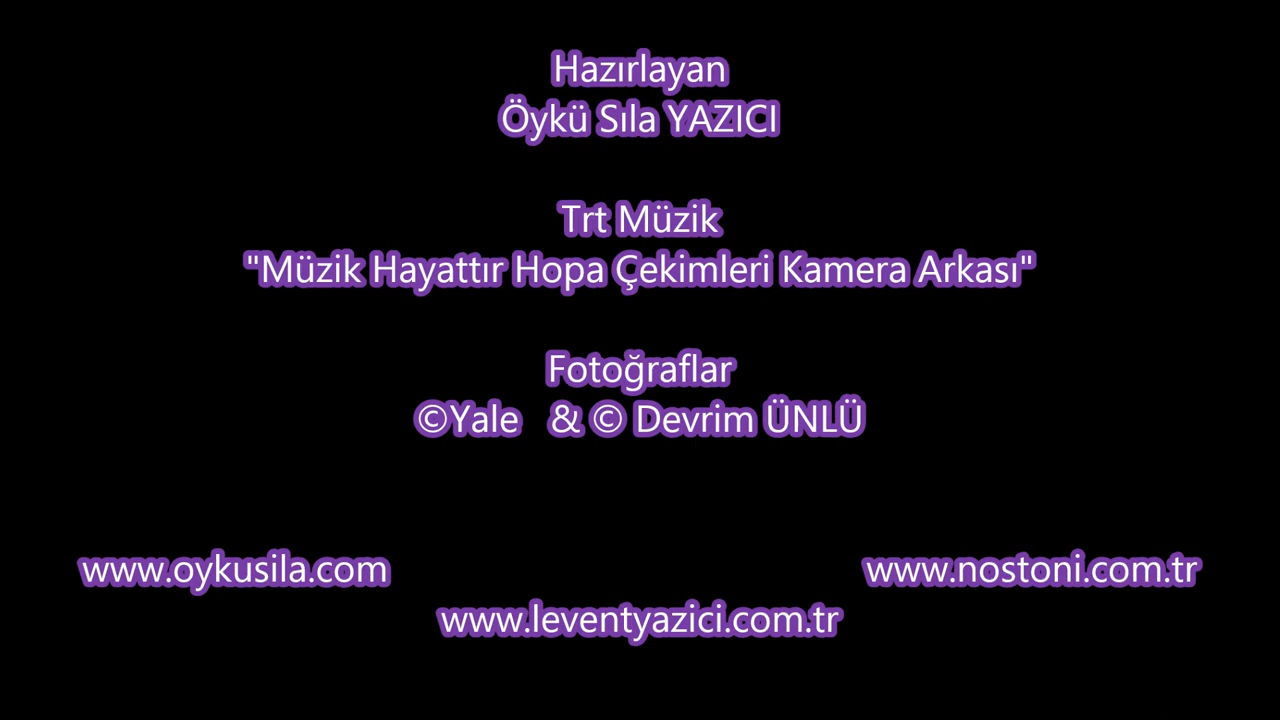 Hazırlayan
Öykü Sıla YAZICI
Trt Müzik
"Müzik Hayattır Hopa Çekimleri Kamera Arkası"
Fotoğraflar
©Yale & © Devrim ÜNLÜ
www.oykusila.com www.nostoni.com.tr
www.leventyazici.com.tr